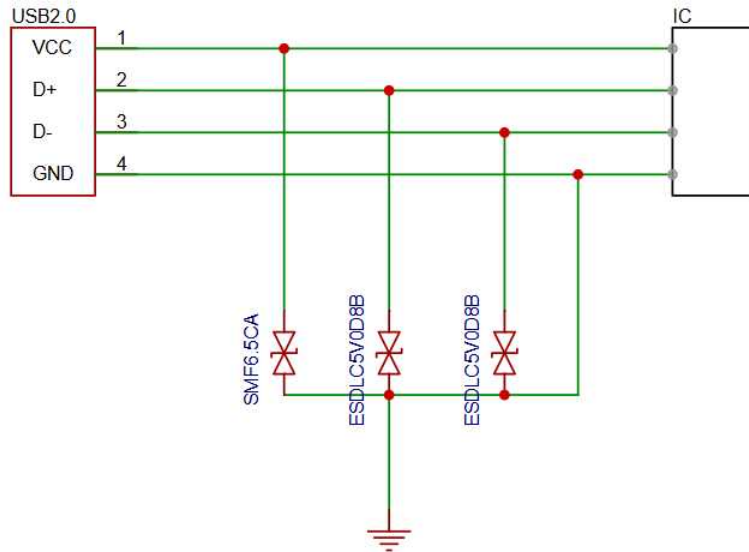 USB2.0
IC
VCC 1
D+ 2
D- 3
GND 4
SMF6.5CA
ESDLC5V0D8B
ESDLC5V0D8B